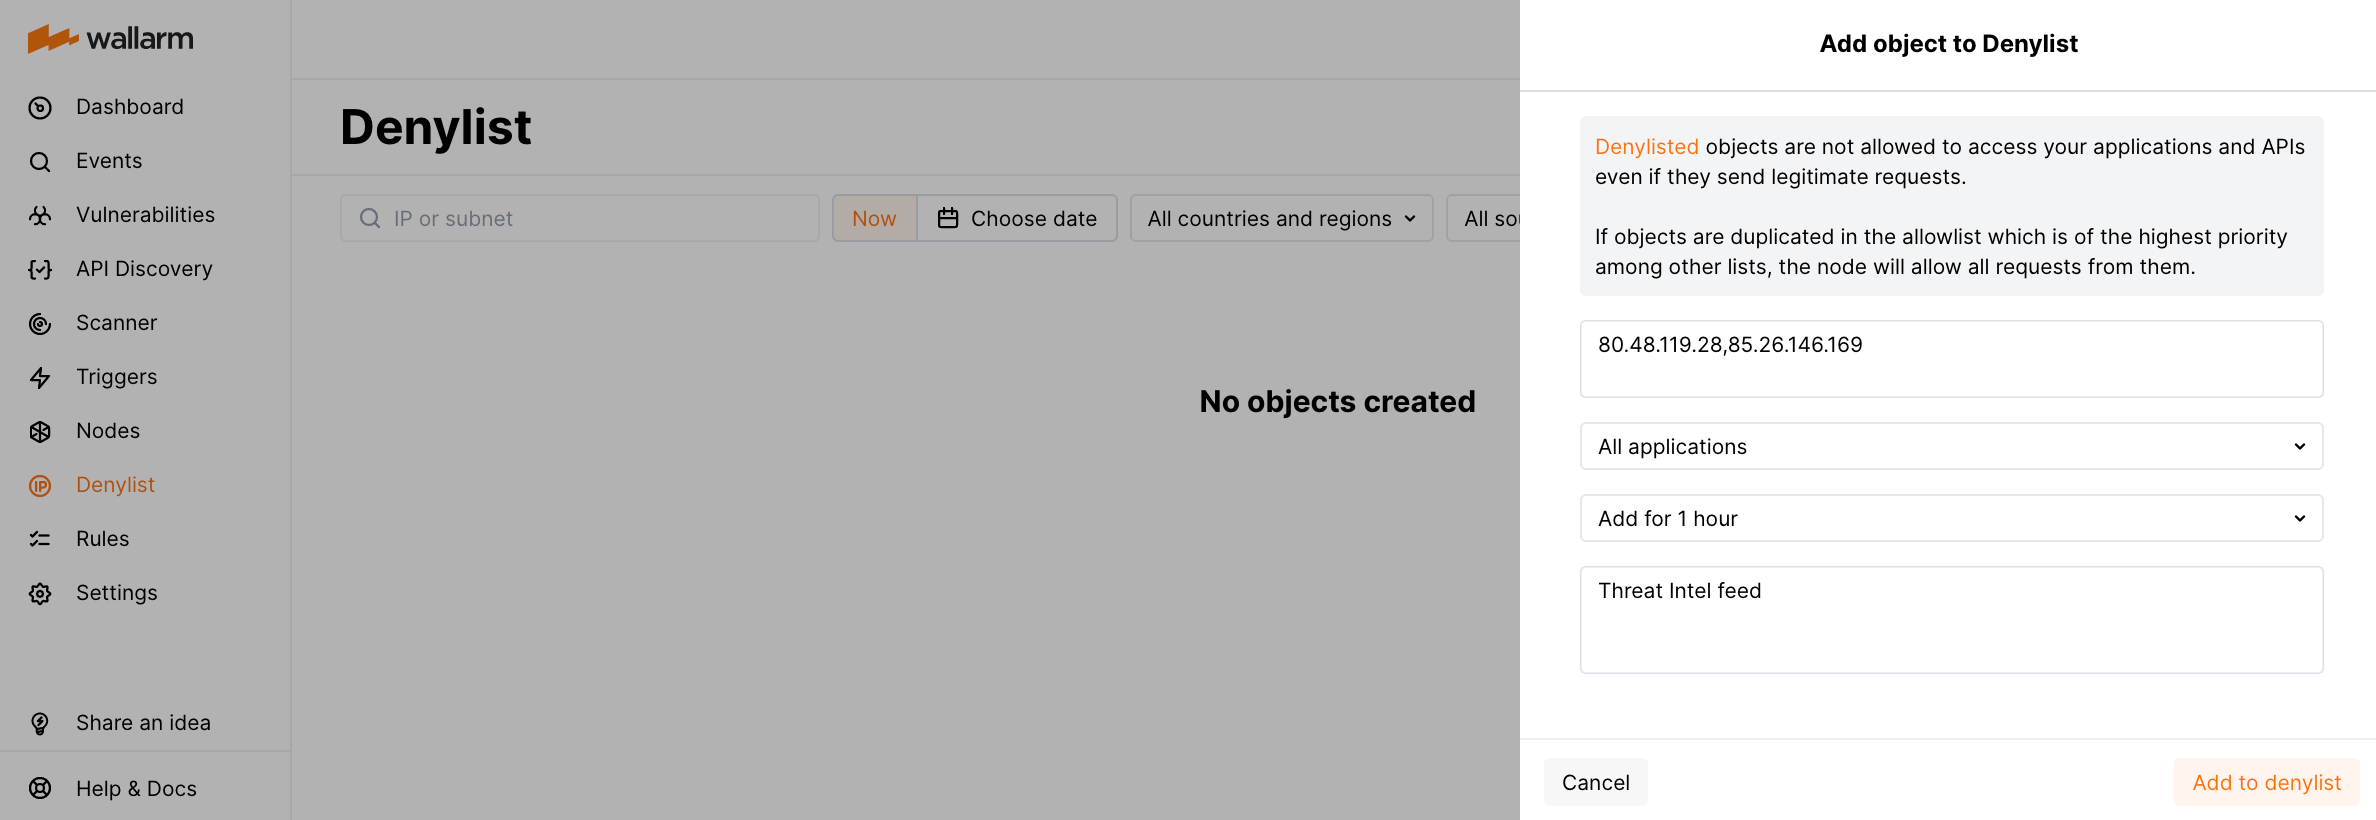 wallarm
Dashboard
Events
Vulnerabilities
API Discovery
Scanner
Triggers
Nodes
IP Denylist
Rules
Settings
Share an idea
Help & Docs
Denylist
IP or subnet
Now
Choose date
All countries and regions
All sou
No objects created
Add object to Denylist
Denylisted objects are not allowed to access your applications and APIs
even if they send legitimate requests.
If objects are duplicated in the allowlist which is of the highest priority
among other lists, the node will allow all requests from them.
80.48.119.28,85.26.146.169
All applications
Add for 1 hour
Threat Intel feed
Cancel
Add to denylist